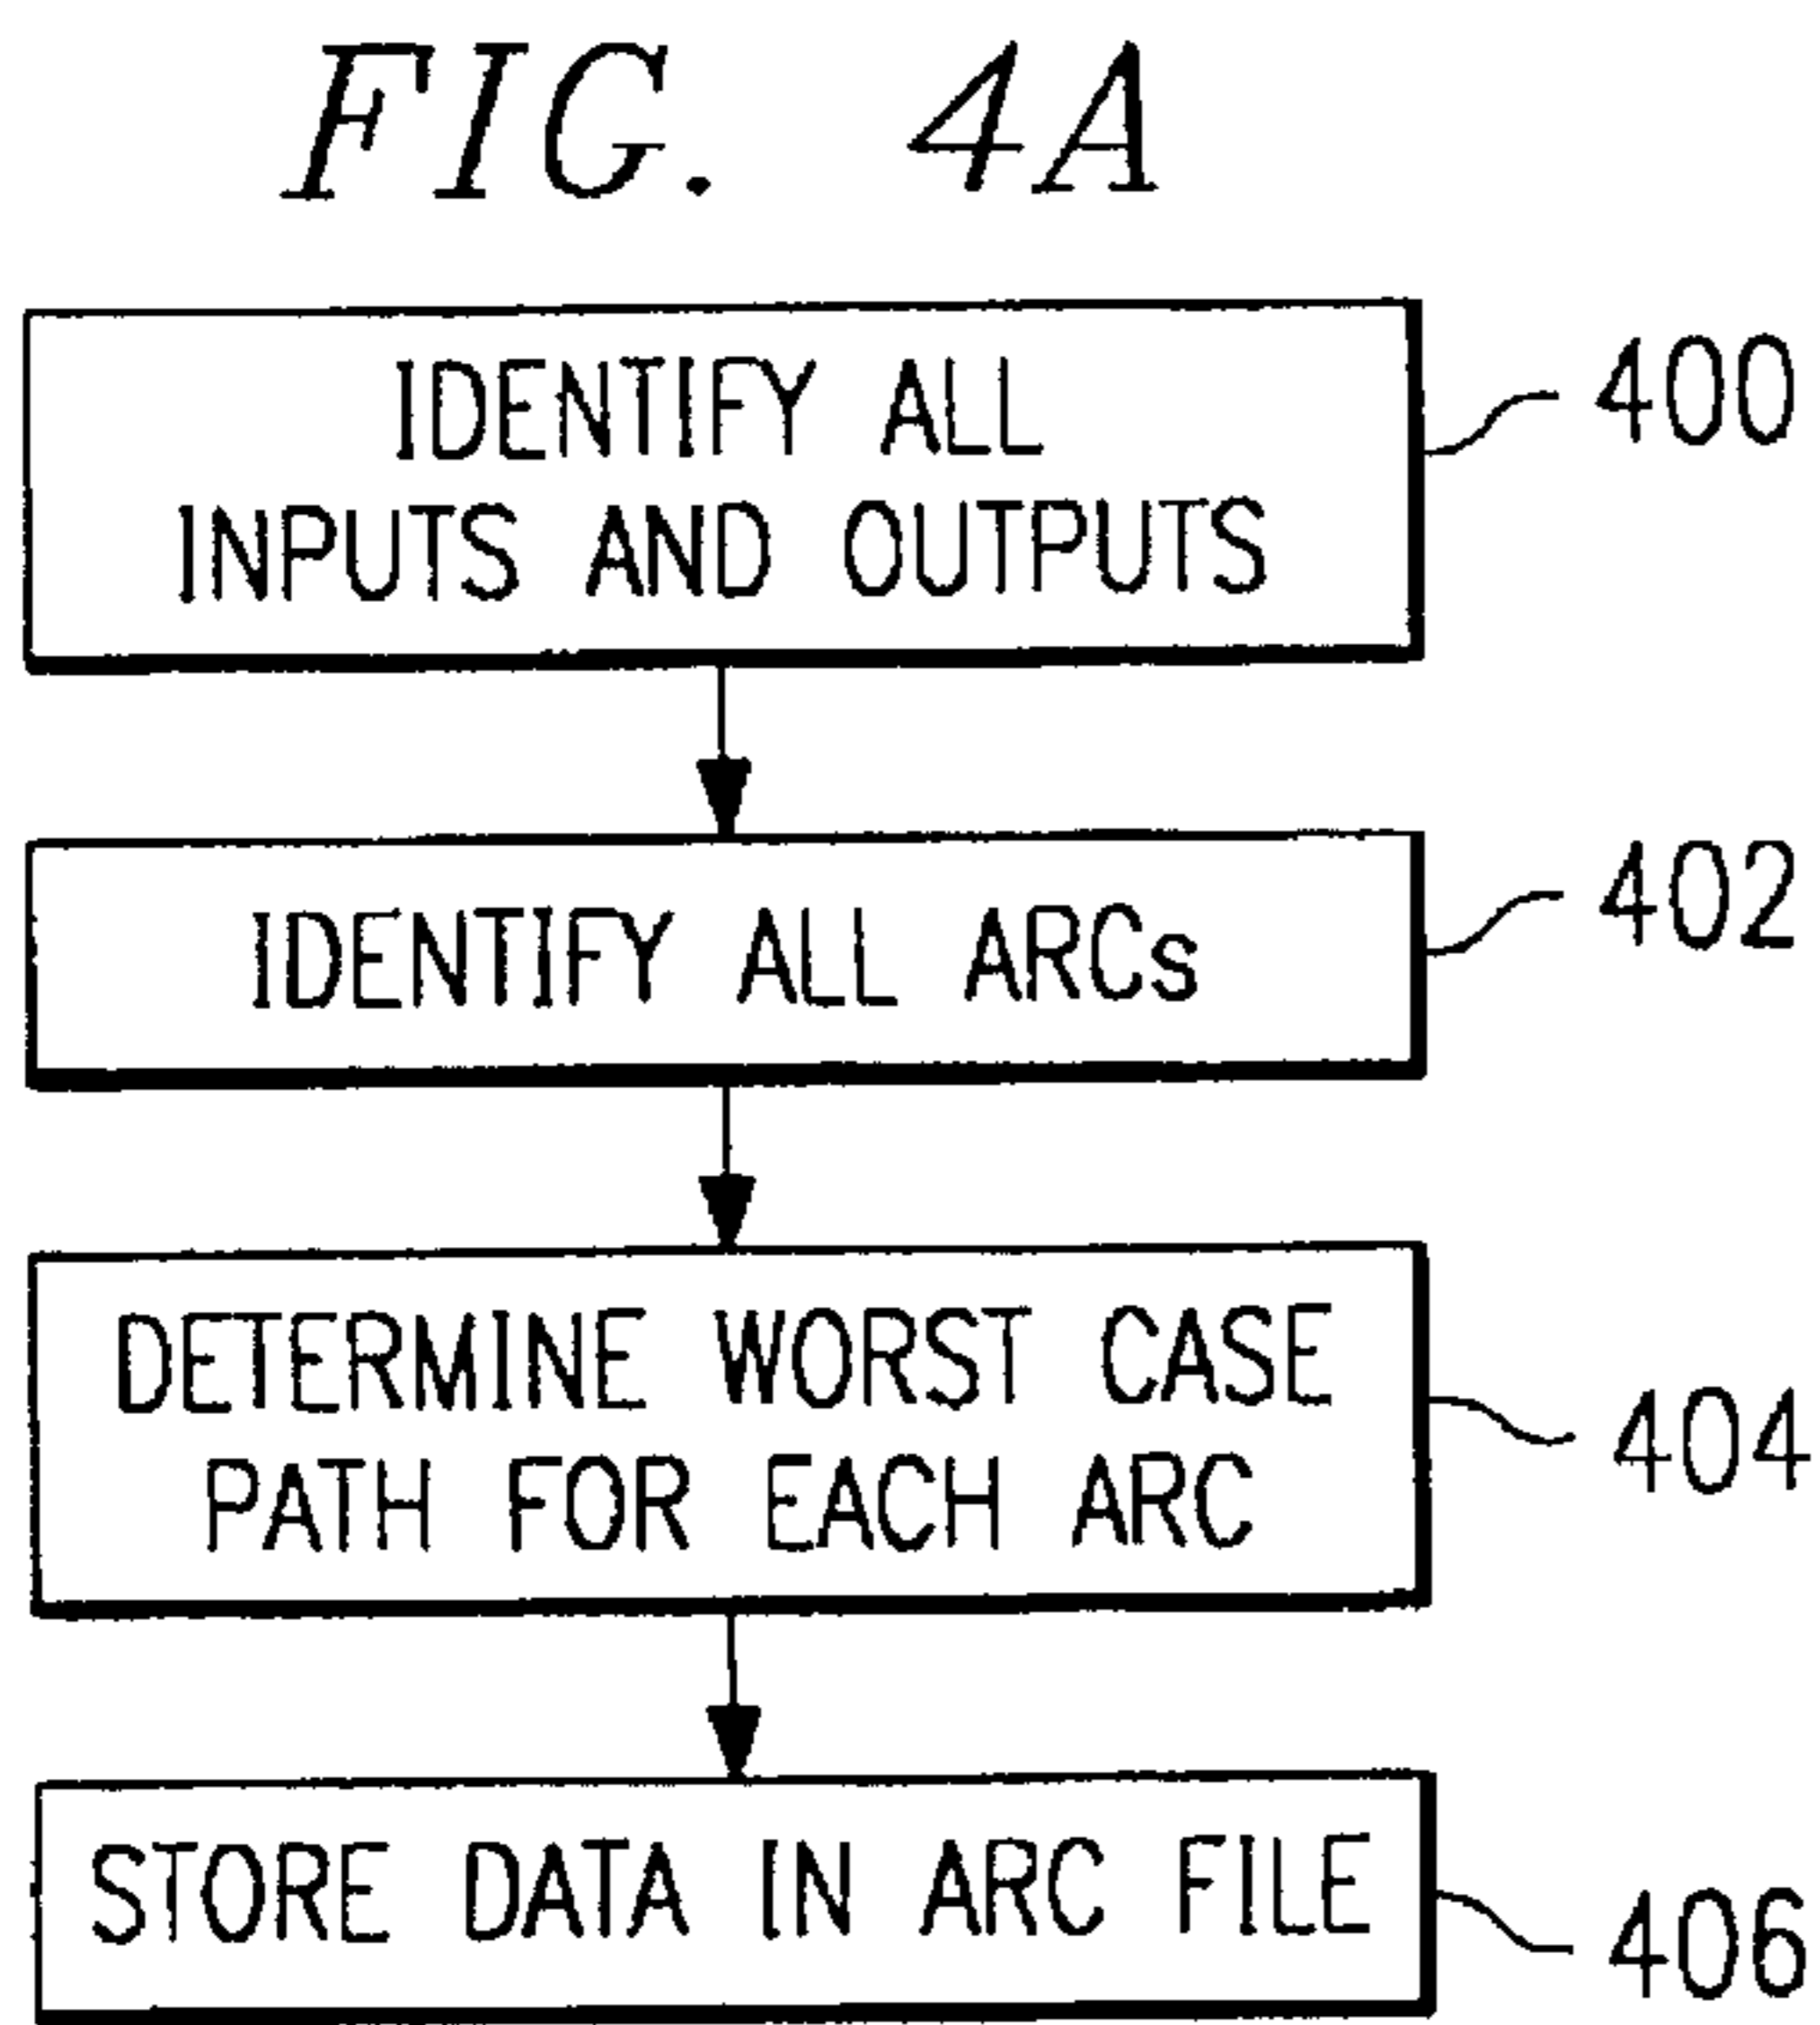 FIG. 4A
IDENTIFY ALL
INPUTS AND OUTPUTS
400
IDENTIFY ALL ARCs
402
DETERMINE WORST CASE
PATH FOR EACH ARC
404
STORE DATA IN ARC FILE
406